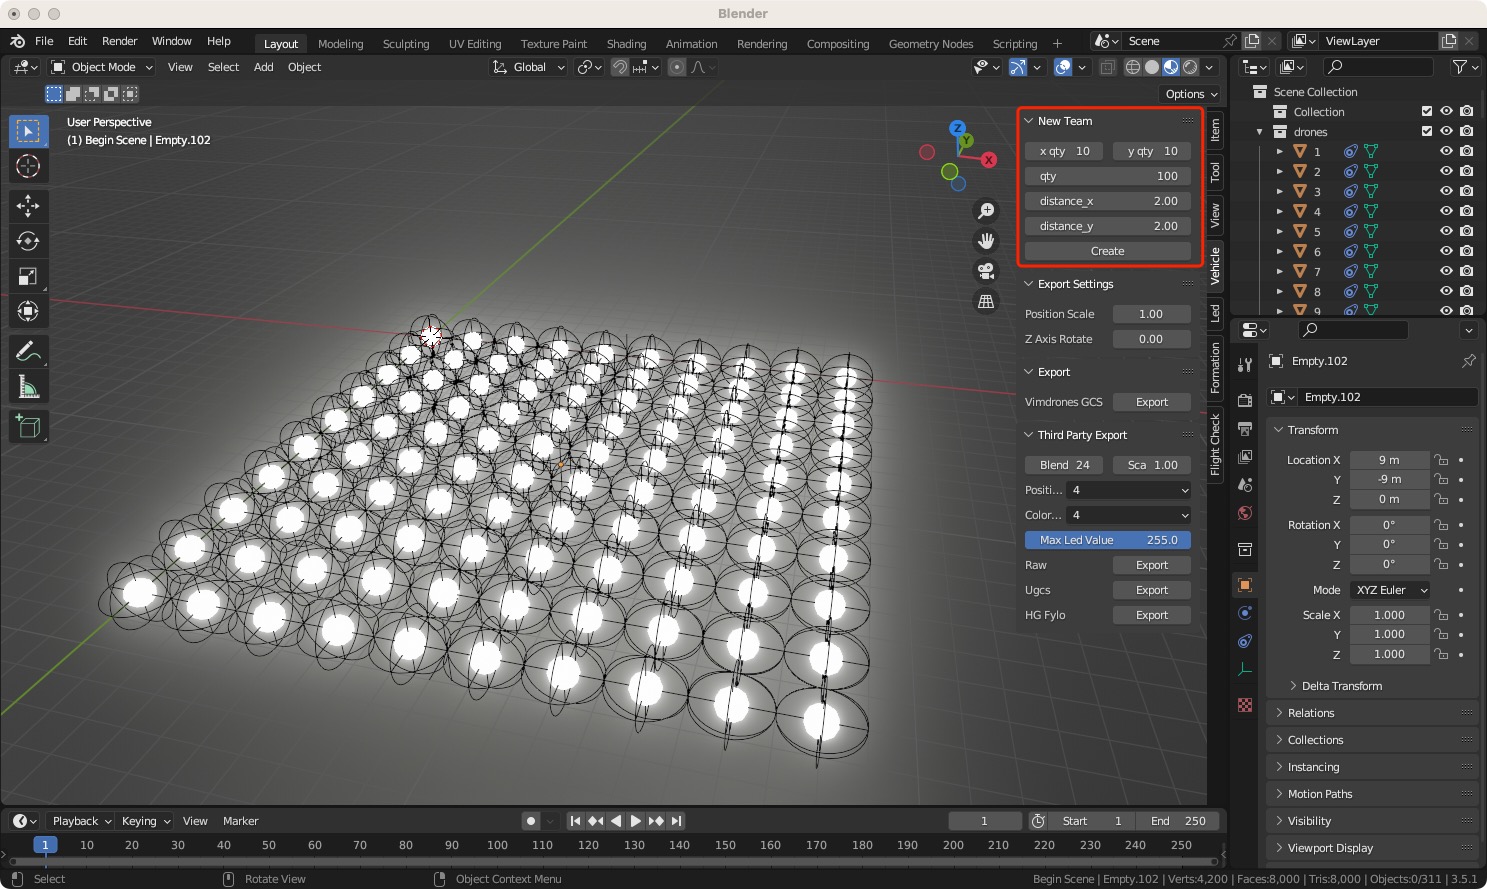 Blender
File Edit Render Window Help
Layout Modeling Sculpting UV Editing Texture Paint Shading Animation Rendering Compositing Geometry Nodes Scripting +
Scene
ViewLayer
Object Mode View Select Add Object
Global
Options
User Perspective
(1) Begin Scene | Empty.102
Z
Y
X
New Team
x qty 10 y qty 10
qty 100
distance_x 2.00
distance_y 2.00
Create
Export Settings
Position Scale 1.00
Z Axis Rotate 0.00
Export
Vimdrones GCS Export
Third Party Export
Blend 24 Sca 1.00
Positi... 4
Color... 4
Max Led Value 255.0
Raw Export
Ugcs Export
HG Fylo Export
Item
Tool
View
Vehicle
Led
Formation
Flight Check
Scene Collection
Collection
drones
1
2
3
4
5
6
7
8
9
Empty.102
Empty.102
Transform
Location X 9 m
Y -9 m
Z 0 m
Rotation X 0°
Y 0°
Z 0°
Mode XYZ Euler
Scale X 1.000
Y 1.000
Z 1.000
Delta Transform
Relations
Collections
Instancing
Motion Paths
Visibility
Viewport Display
Playback Keying View Marker
1
Start 1 End 250
1 10 20 30 40 50 60 70 80 90 100 110 120 130 140 150 160 170 180 190 200 210 220 230 240 250
Select Rotate View Object Context Menu
Begin Scene | Empty.102 | Verts:4,200 | Faces:8,000 | Tris:8,000 | Objects:0/311 | 3.5.1